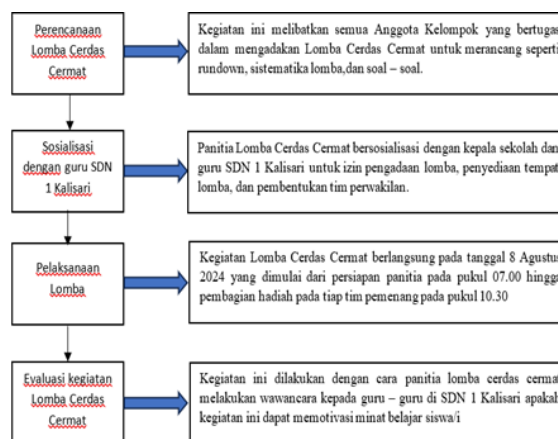 Perencanaan
Lomba Cerdas
Cermat
Kegiatan ini melibatkan semua Anggota Kelompok yang bertugas
dalam mengadakan Lomba Cerdas Cermat untuk merancang seperti
rundown, sistematika lomba,dan soal – soal.
Sosialisasi
dengan guru SDN
1 Kalisari
Panitia Lomba Cerdas Cermat bersosialisasi dengan kepala sekolah dan
guru SDN 1 Kalisari untuk izin pengadaan lomba, penyediaan tempat
lomba, dan pembentukan tim perwakilan.
Pelaksanaan
Lomba
Kegiatan Lomba Cerdas Cermat berlangsung pada tanggal 8 Agustus
2024 yang dimulai dari persiapan panitia pada pukul 07.00 hingga
pembagian hadiah pada tiap tim pemenang pada pukul 10.30
Evaluasi kegiatan
Lomba Cerdas
Cermat
Kegiatan ini dilakukan dengan cara panitia lomba cerdas cermat
melakukan wawancara kepada guru – guru di SDN 1 Kalisari apakah
kegiatan ini dapat memotivasi minat belajar siswa/i